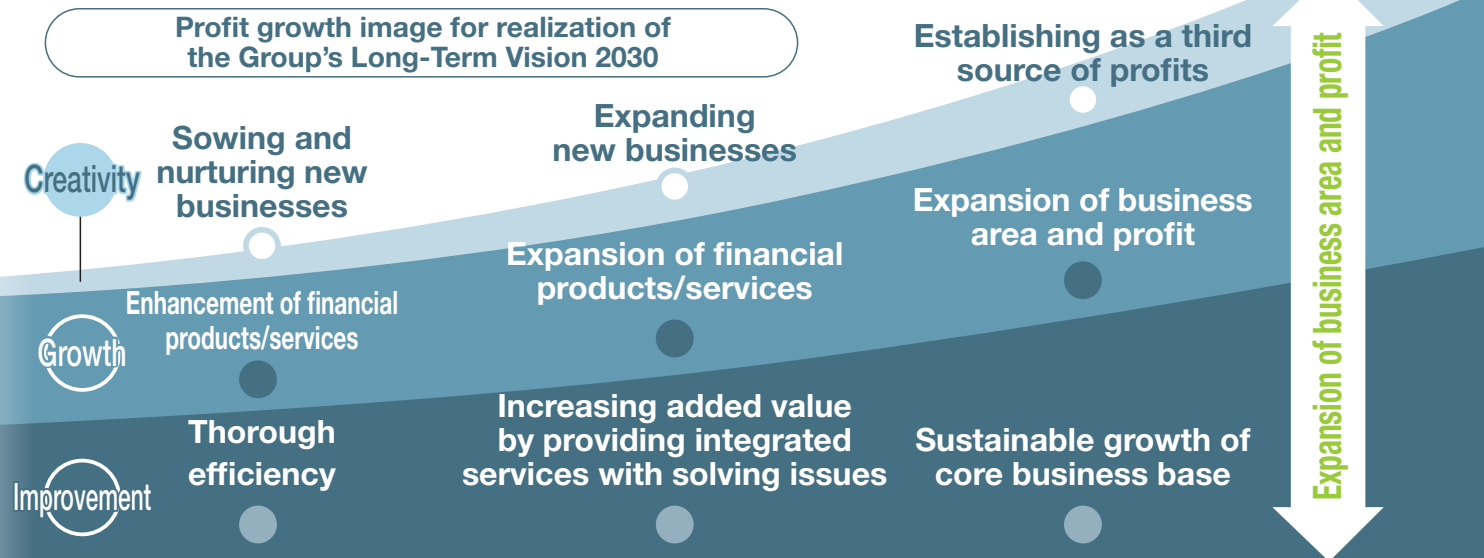 Profit growth image for realization of
the Group's Long-Term Vision 2030
Creativity
Sowing and
nurturing new
businesses
Expanding
new businesses
Establishing as a third
source of profits
Growth
Enhancement of financial
products/services
Expansion of financial
products/services
Expansion of business
area and profit
Improvement
Thorough
efficiency
Increasing added value
by providing integrated
services with solving issues
Sustainable growth of
core business base
Expansion of business area and profit